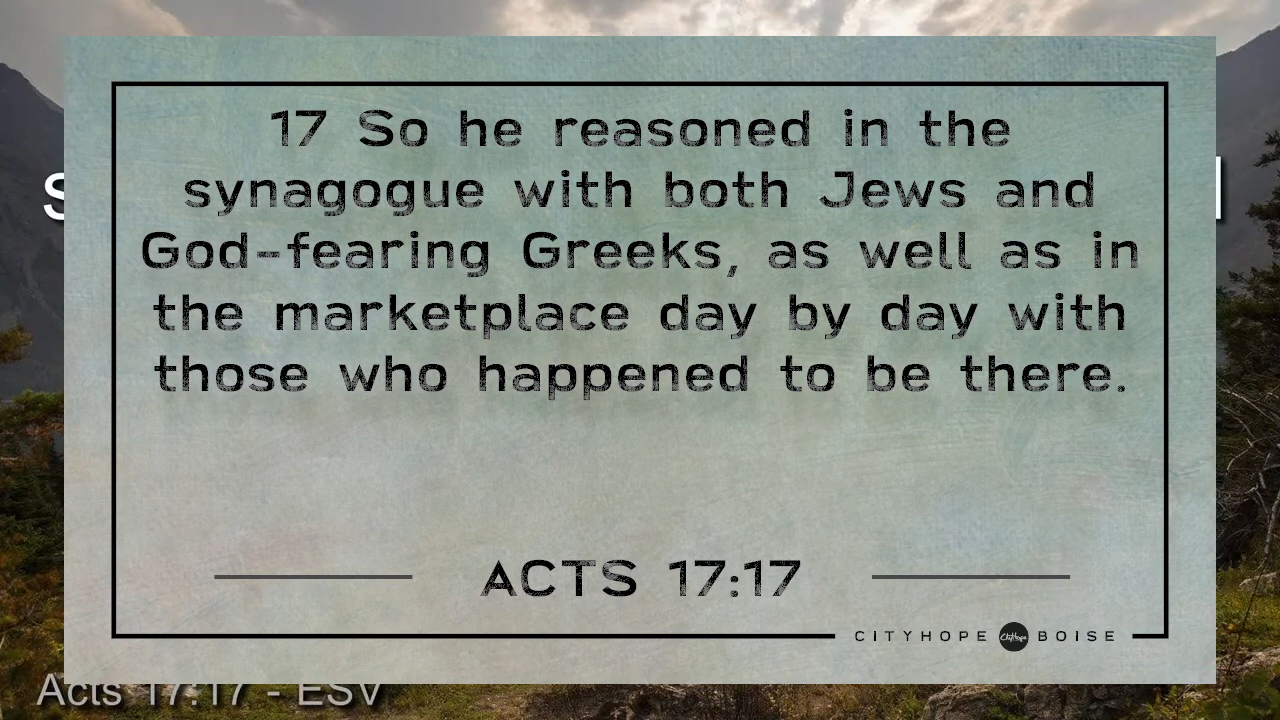 17 So he reasoned in the
synagogue with both Jews and
God-fearing Greeks, as well as in
the marketplace day by day with
those who happened to be there.
ACTS 17:17
CITYHOPE CityHope BOISE
Acts 17:17 - ESV